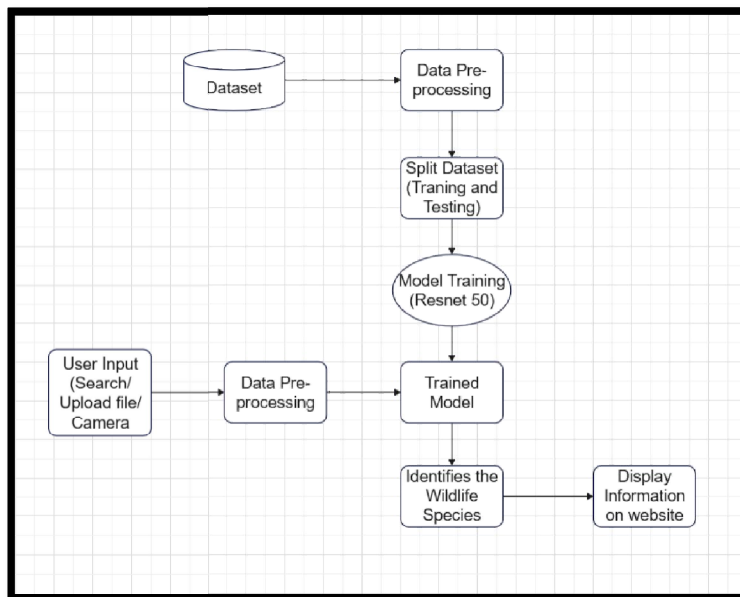 Dataset
Data Pre-
processing
Split Dataset
(Traning and
Testing)
Model Training
(Resnet 50)
User Input
(Search/
Upload file/
Camera
Data Pre-
processing
Trained
Model
Identifies the
Wildlife
Species
Display
Information
on website